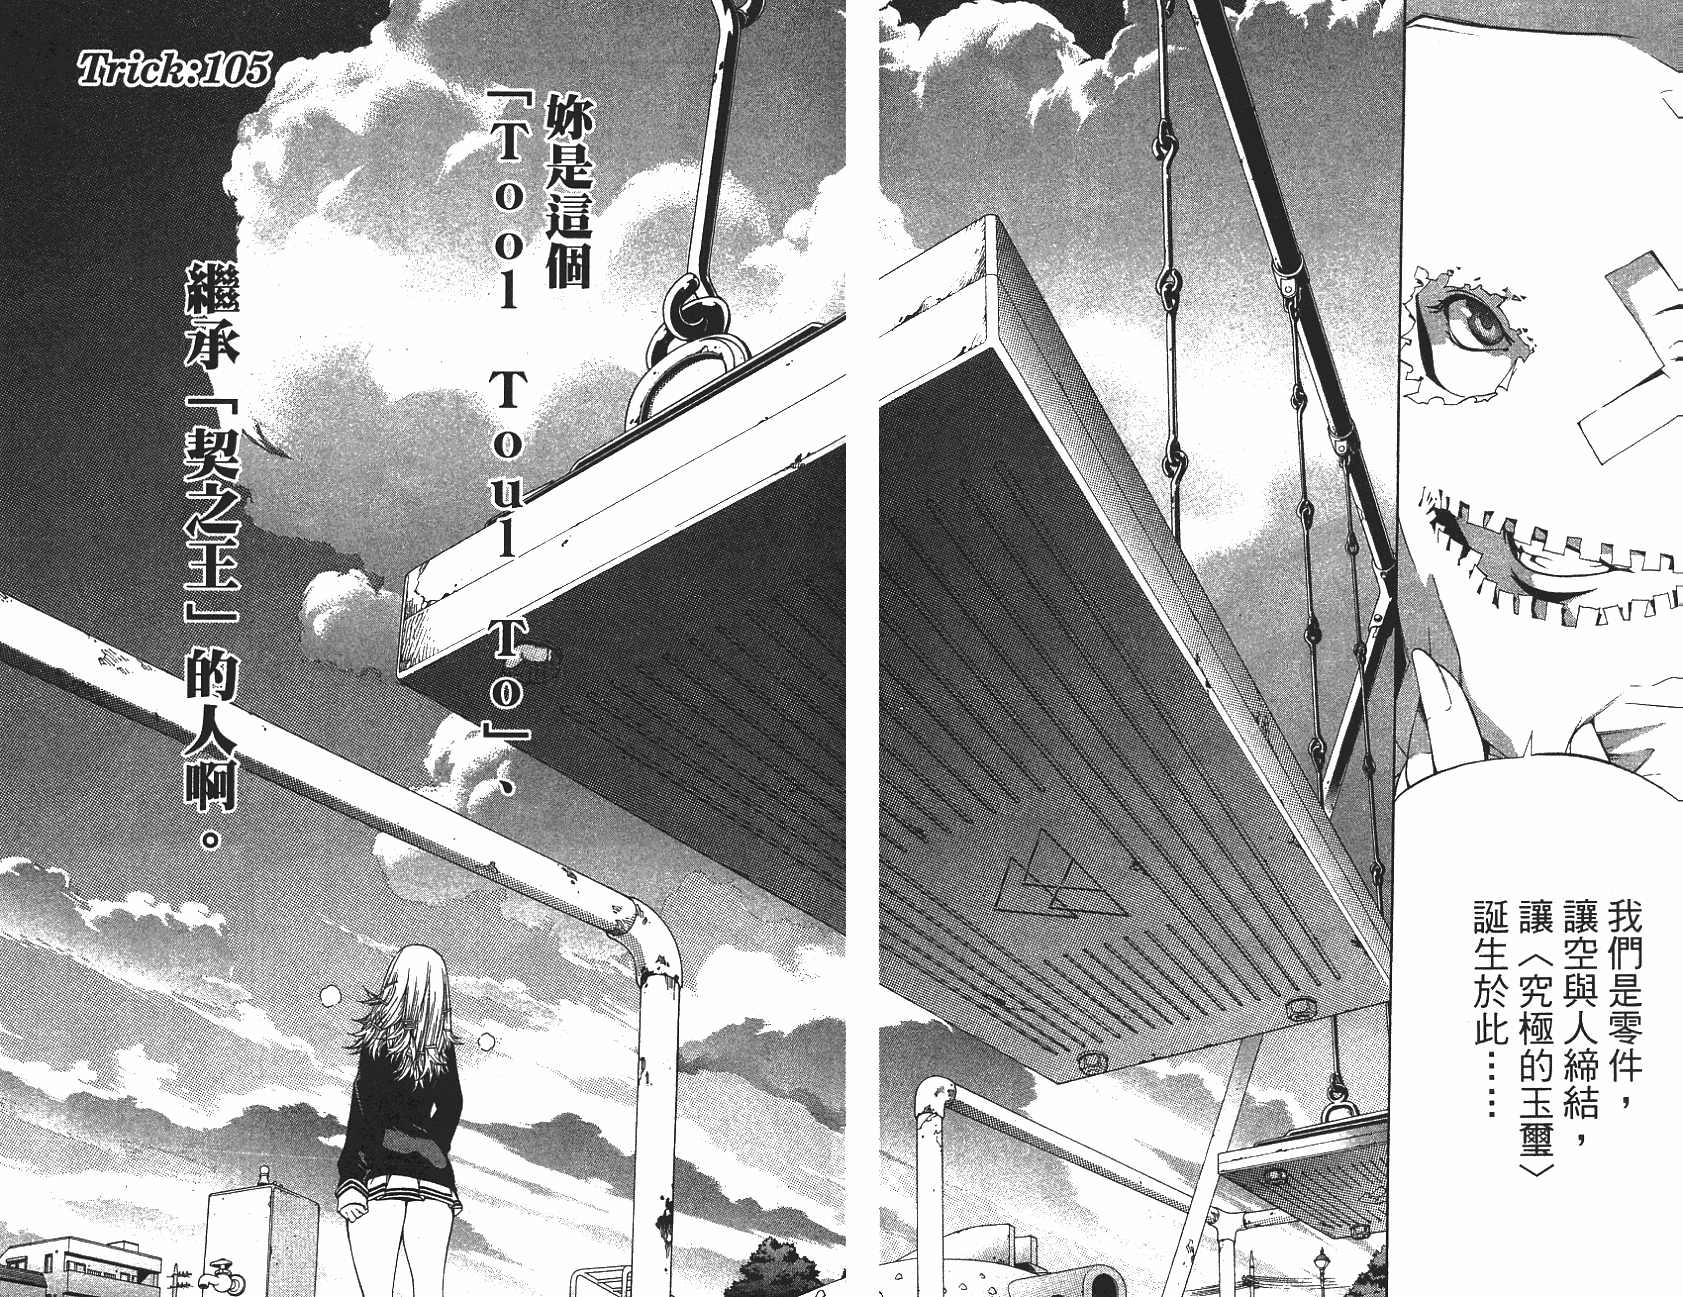 我們是零件，
讓空與人締結，
讓〈究極的玉璽〉
誕生於此……
妳是這個
「Tool Toul To」、
繼承「契之王」的人啊。
Trick:105